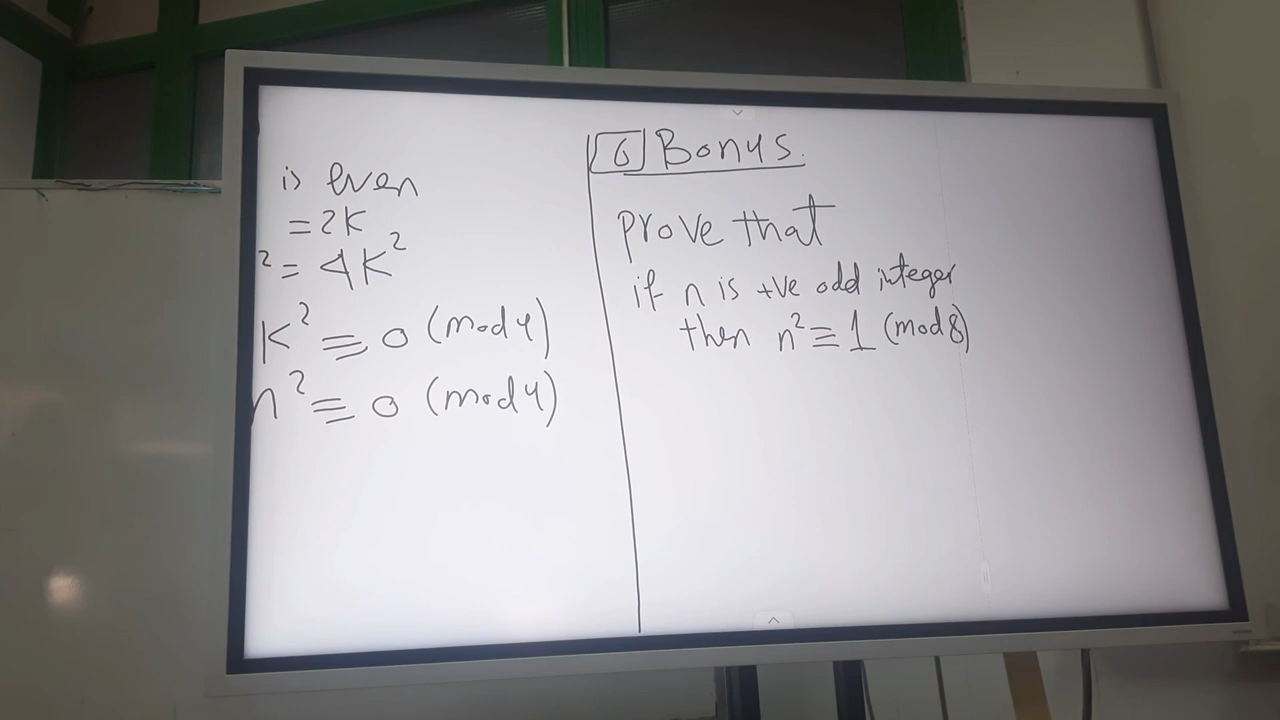 is even
= 2K
² = 4K²
K² ≡ 0 (mod 4)
n² ≡ 0 (mod 4)
6 Bonus.
prove that
if n is +ve odd integer
then n² ≡ 1 (mod 8)